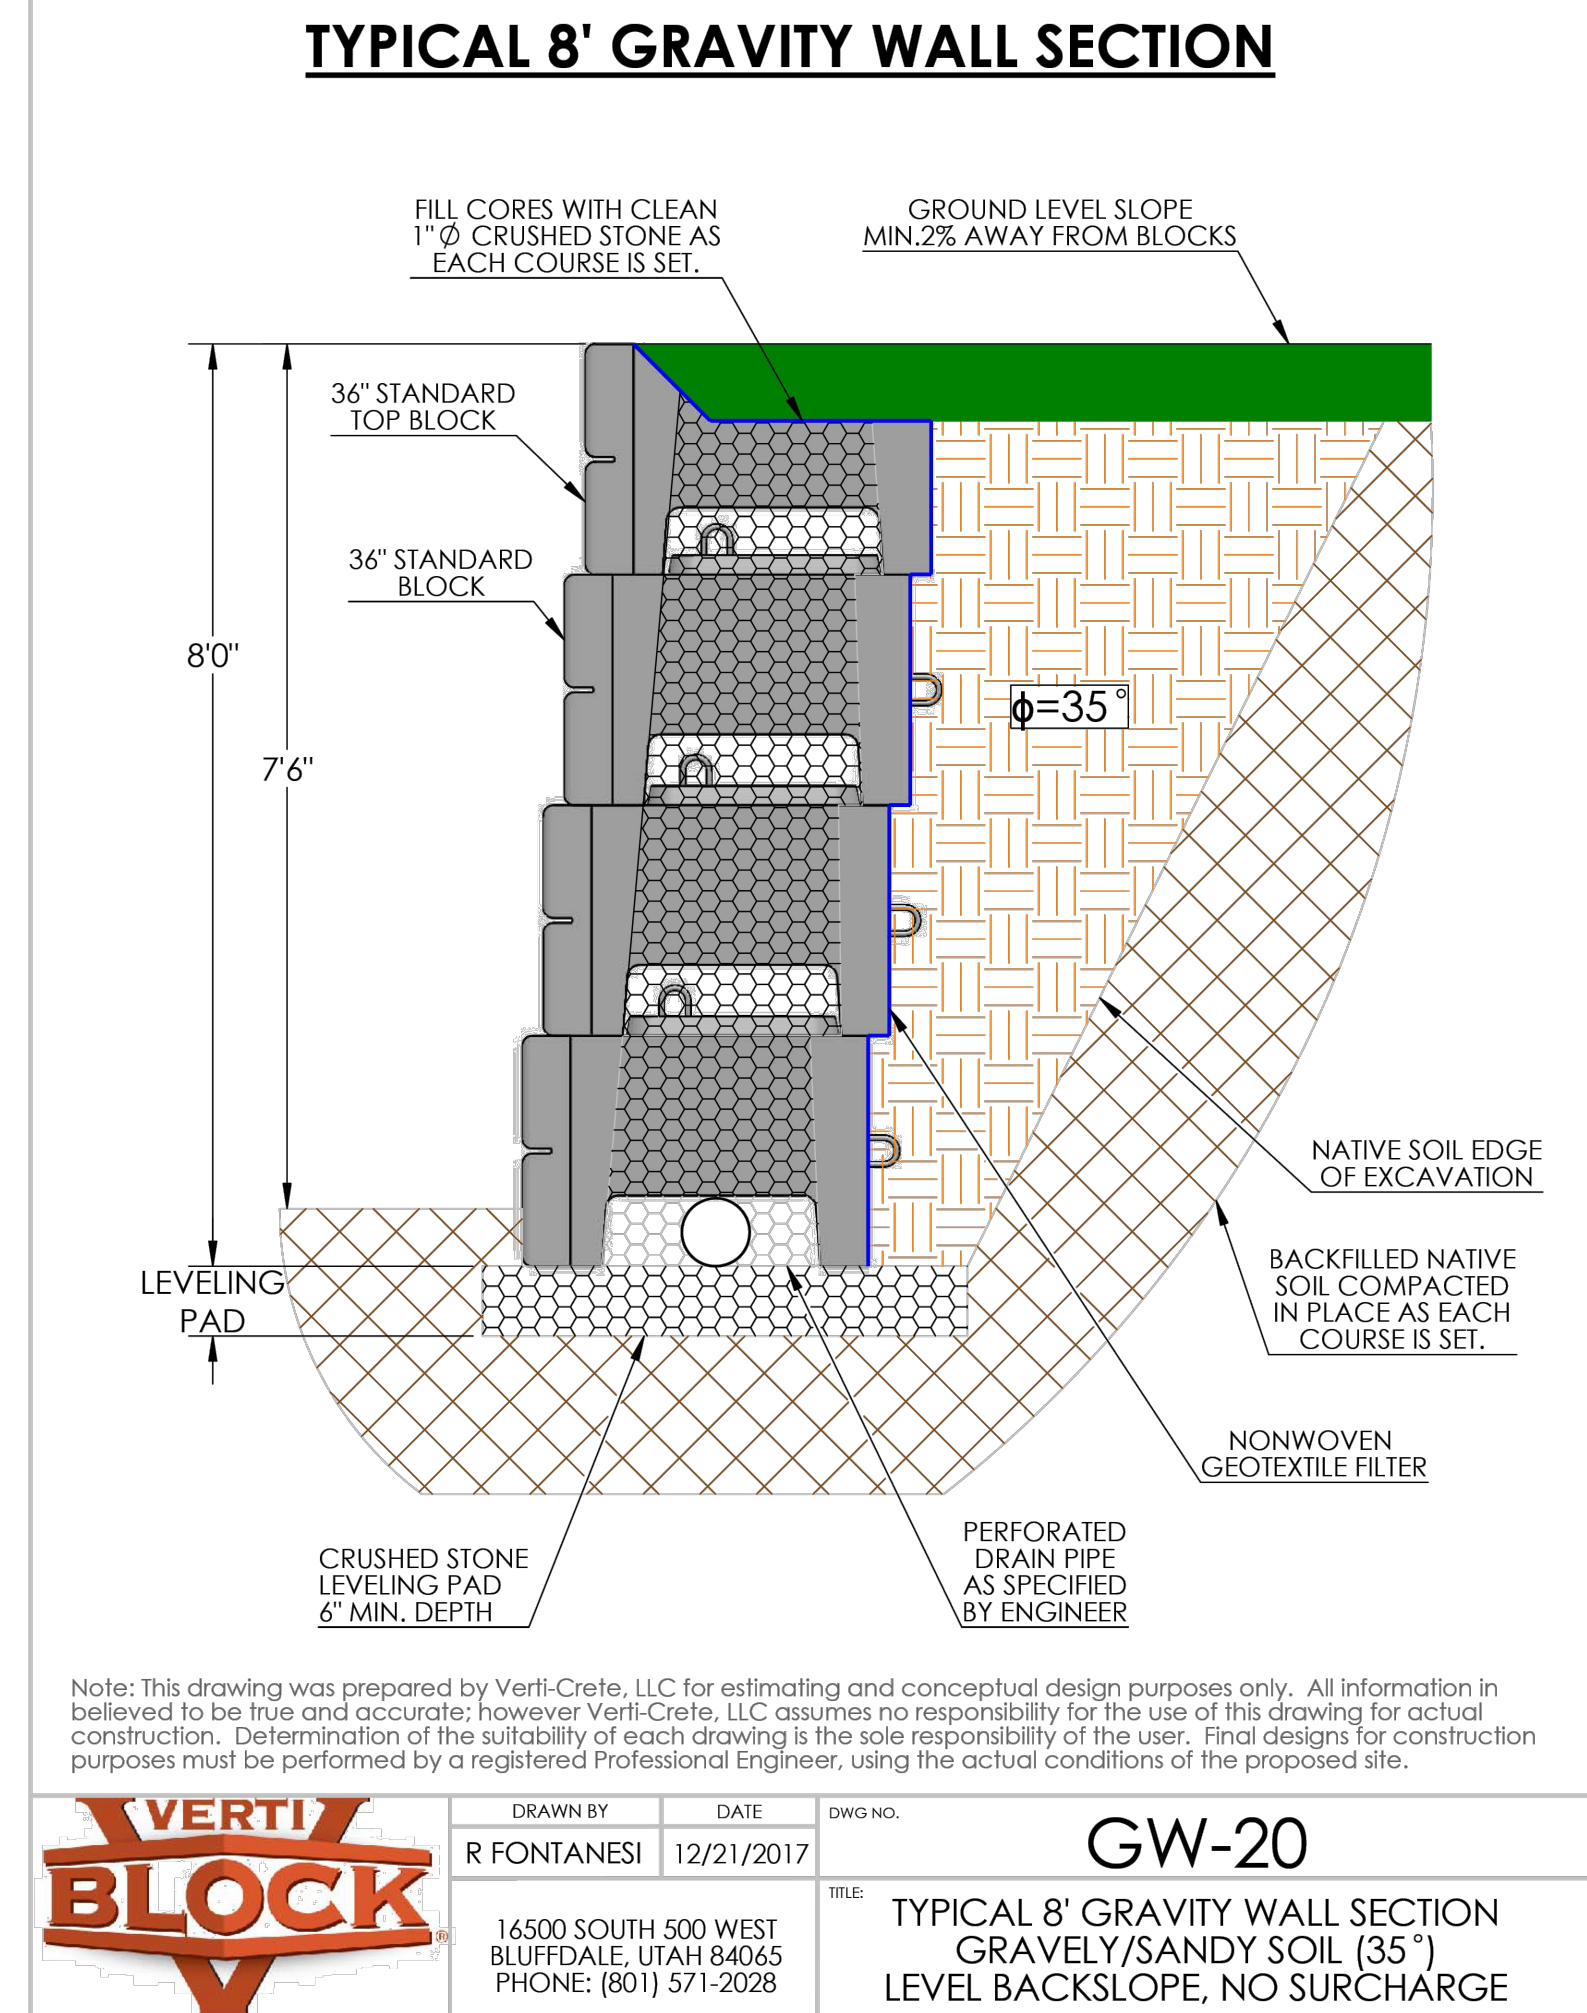 TYPICAL 8' GRAVITY WALL SECTION
FILL CORES WITH CLEAN
1"Ø CRUSHED STONE AS
EACH COURSE IS SET.
GROUND LEVEL SLOPE
MIN.2% AWAY FROM BLOCKS
36" STANDARD
TOP BLOCK
36" STANDARD
BLOCK
8'0"
7'6"
ϕ=35°
LEVELING
PAD
NATIVE SOIL EDGE
OF EXCAVATION
BACKFILLED NATIVE
SOIL COMPACTED
IN PLACE AS EACH
COURSE IS SET.
NONWOVEN
GEOTEXTILE FILTER
PERFORATED
DRAIN PIPE
AS SPECIFIED
BY ENGINEER
CRUSHED STONE
LEVELING PAD
6" MIN. DEPTH
Note: This drawing was prepared by Verti-Crete, LLC for estimating and conceptual design purposes only. All information in
believed to be true and accurate; however Verti-Crete, LLC assumes no responsibility for the use of this drawing for actual
construction. Determination of the suitability of each drawing is the sole responsibility of the user. Final designs for construction
purposes must be performed by a registered Professional Engineer, using the actual conditions of the proposed site.
VERTI
BLOCK®
DRAWN BY
R FONTANESI
DATE
12/21/2017
16500 SOUTH 500 WEST
BLUFFDALE, UTAH 84065
PHONE: (801) 571-2028
DWG NO.
GW-20
TITLE:
TYPICAL 8' GRAVITY WALL SECTION
GRAVELY/SANDY SOIL (35°)
LEVEL BACKSLOPE, NO SURCHARGE